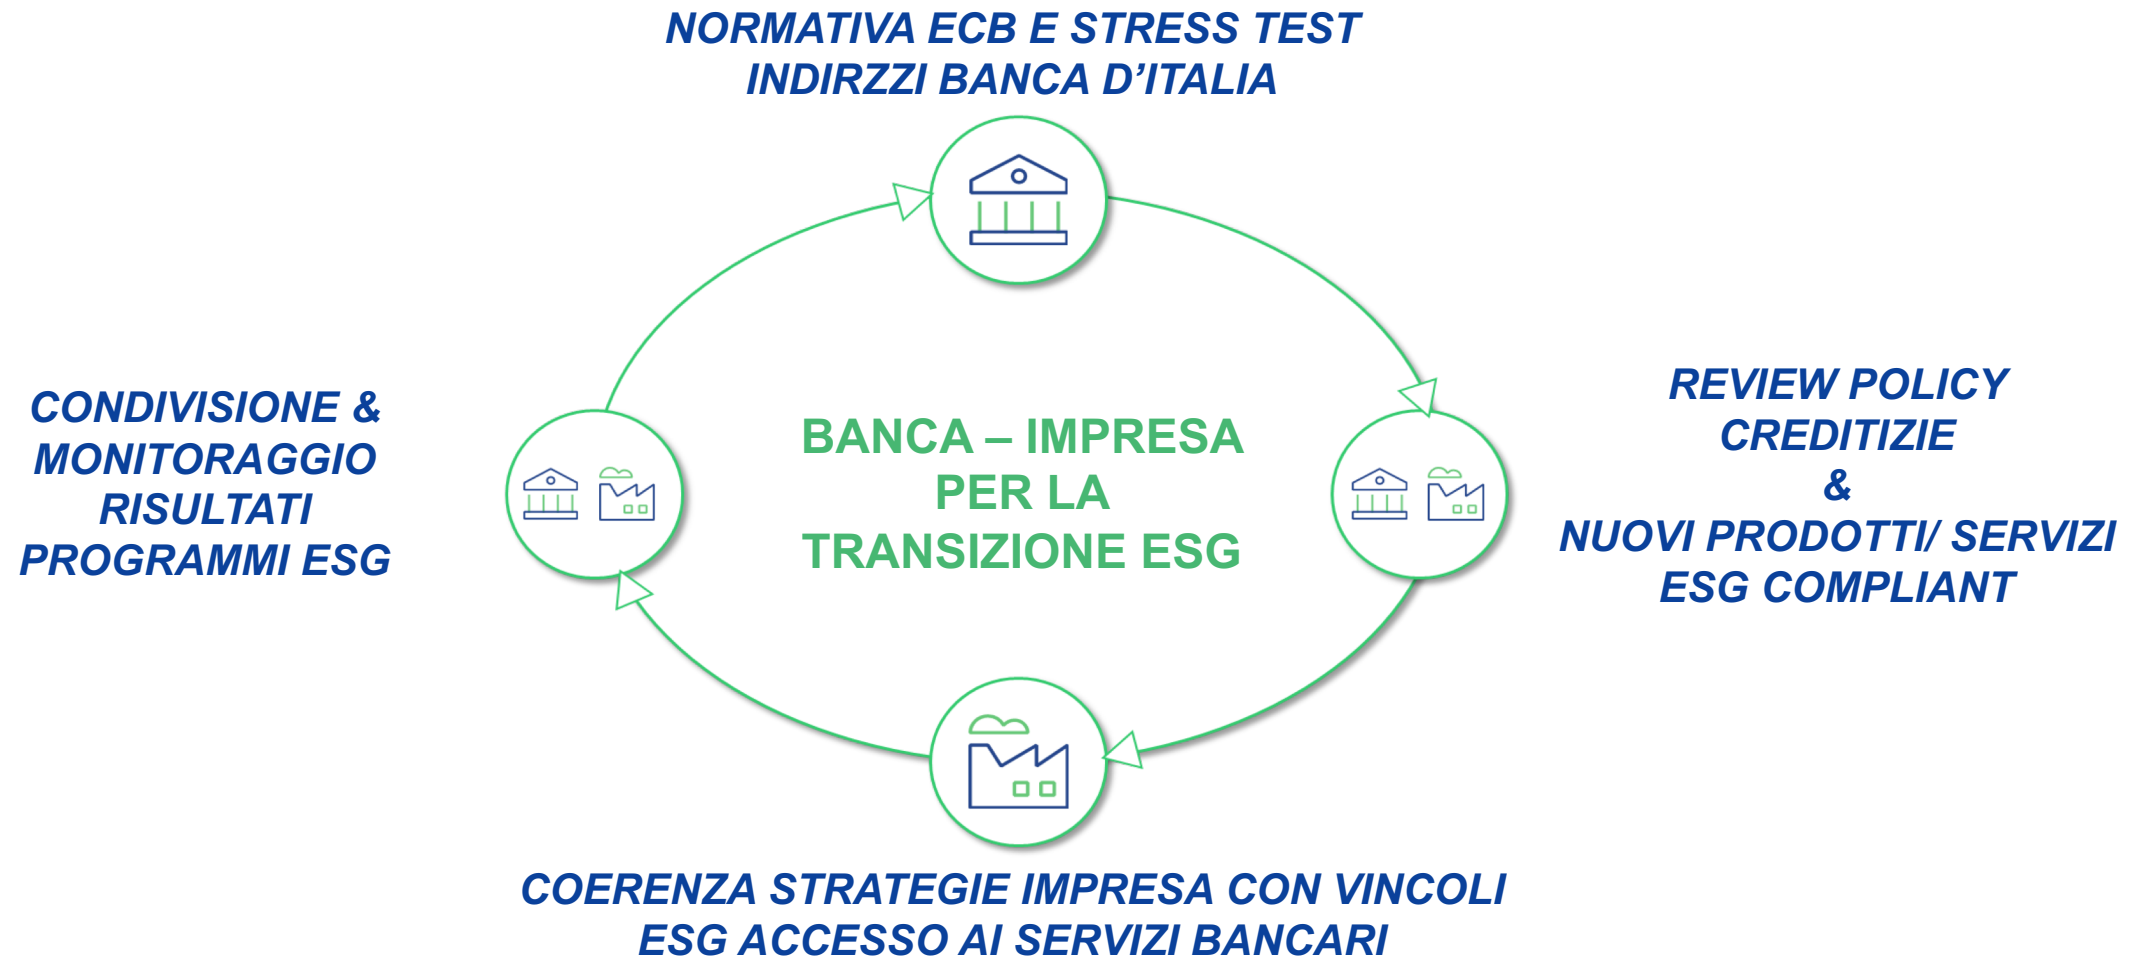 NORMATIVA ECB E STRESS TEST
INDIRZZI BANCA D’ITALIA
CONDIVISIONE &
MONITORAGGIO
RISULTATI
PROGRAMMI ESG
BANCA – IMPRESA
PER LA
TRANSIZIONE ESG
REVIEW POLICY
CREDITIZIE
&
NUOVI PRODOTTI/ SERVIZI
ESG COMPLIANT
COERENZA STRATEGIE IMPRESA CON VINCOLI
ESG ACCESSO AI SERVIZI BANCARI